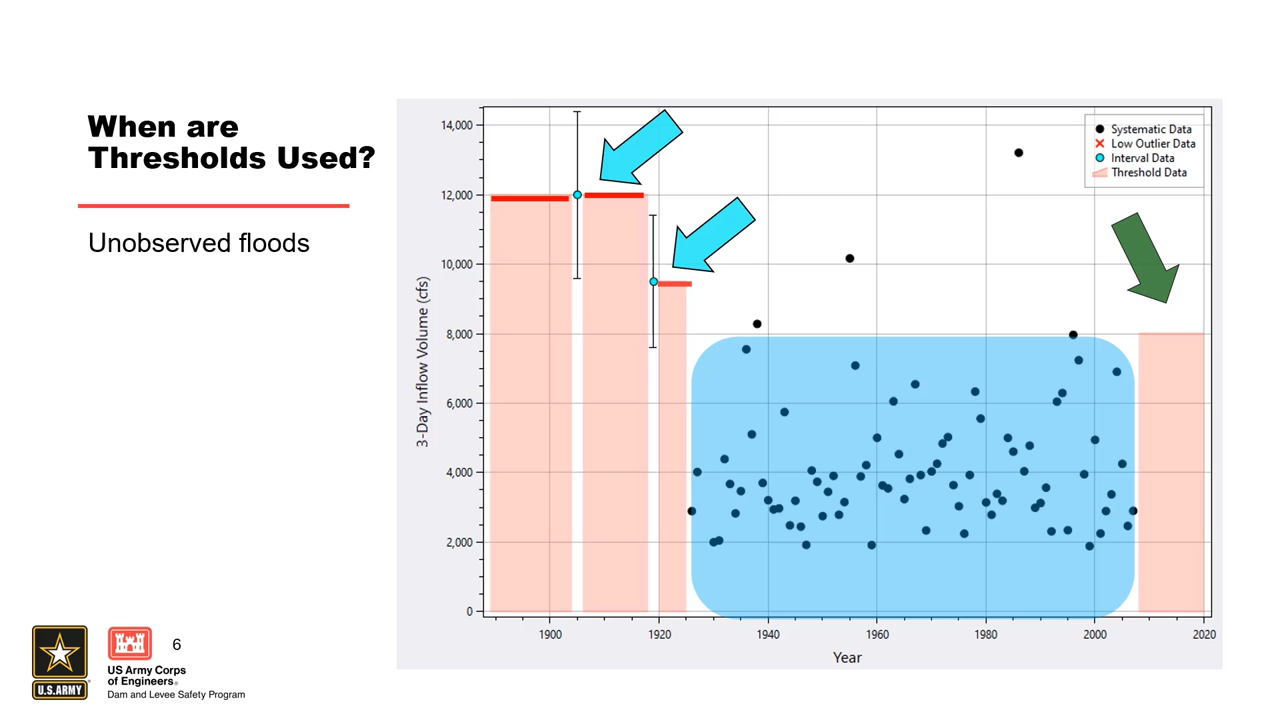 When are
Thresholds Used?
Unobserved floods
14,000
12,000
10,000
8,000
6,000
4,000
2,000
0
3-Day Inflow Volume (cfs)
1900
1920
1940
1960
1980
2000
2020
Year
Systematic Data
Low Outlier Data
Interval Data
Threshold Data
U.S.ARMY
US Army Corps
of Engineers®
Dam and Levee Safety Program
6